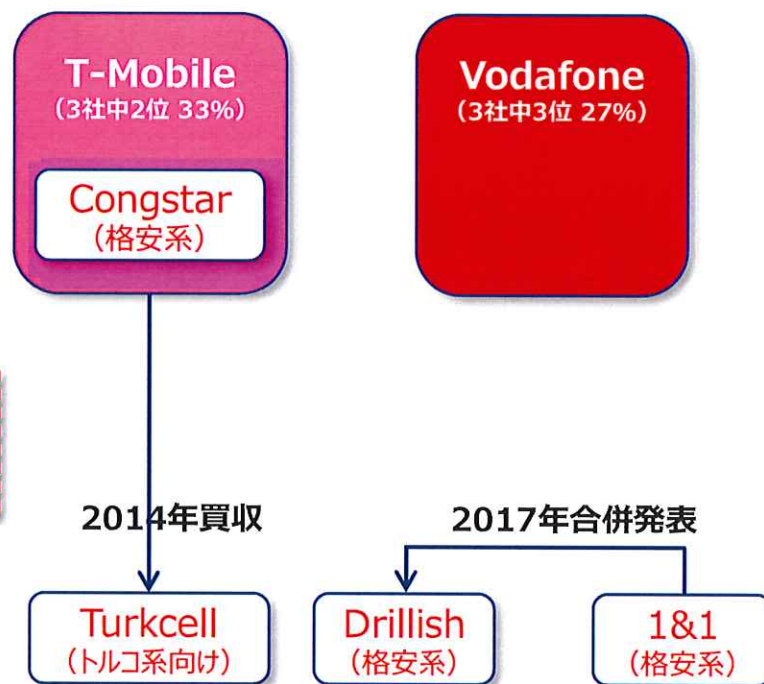 T-Mobile
(3社中2位 33%)
Congstar
(格安系)
Vodafone
(3社中3位 27%)
2014年買収
2017年合併発表
Turkcell
(トルコ系向け)
Drillish
(格安系)
1&1
(格安系)